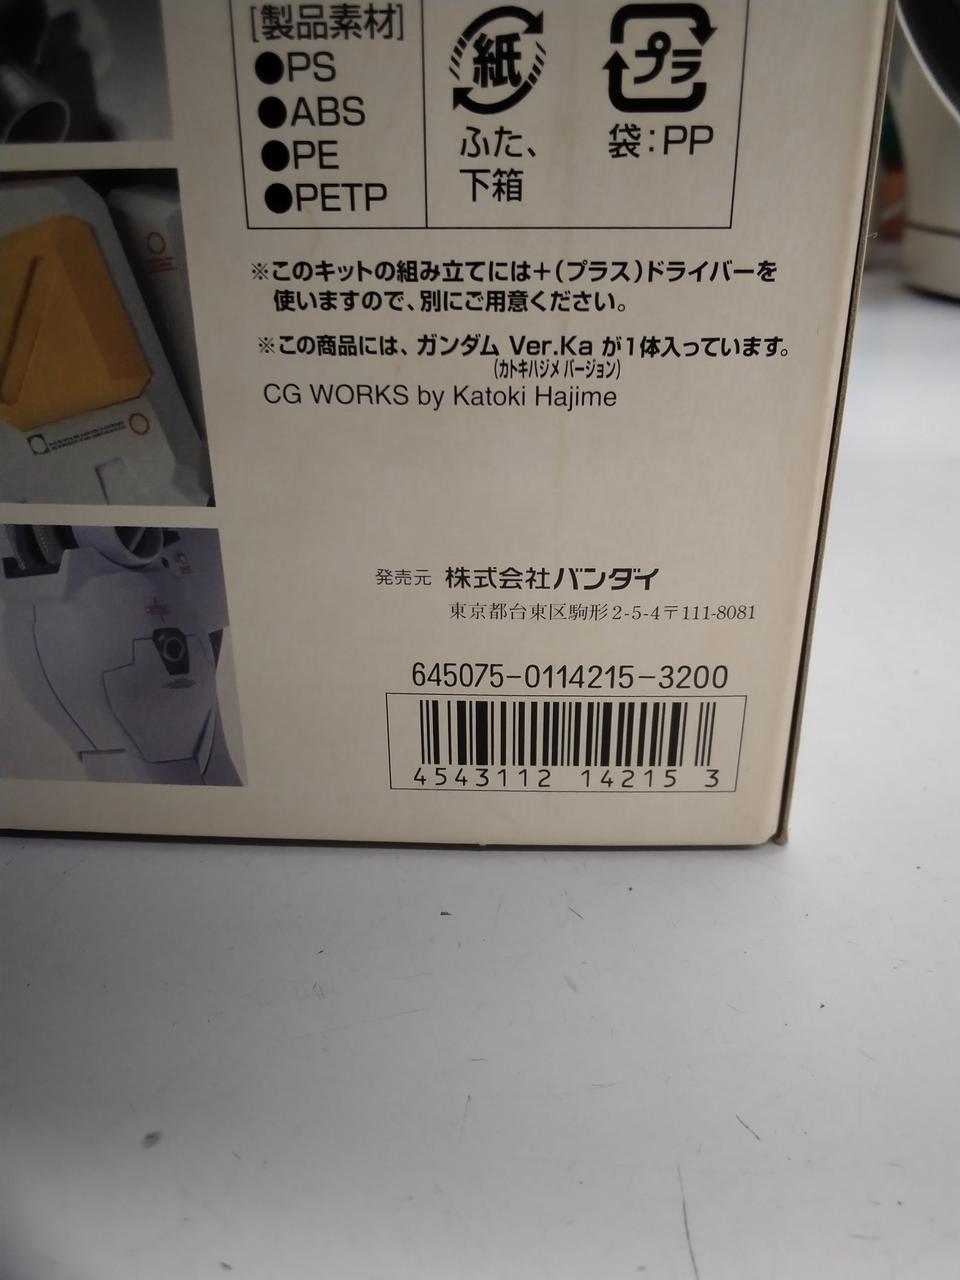 [製品素材]
●PS
●ABS
●PE
●PETP
紙
ふた、
下箱
プラ
袋：PP
※このキットの組み立てには＋(プラス)ドライバーを
使いますので、別にご用意ください。
※この商品には、ガンダム Ver.Ka が1体入っています。
(カトキハジメ バージョン)
CG WORKS by Katoki Hajime
発売元 株式会社バンダイ
東京都台東区駒形2-5-4〒111-8081
645075-0114215-3200
4543112 14215 3